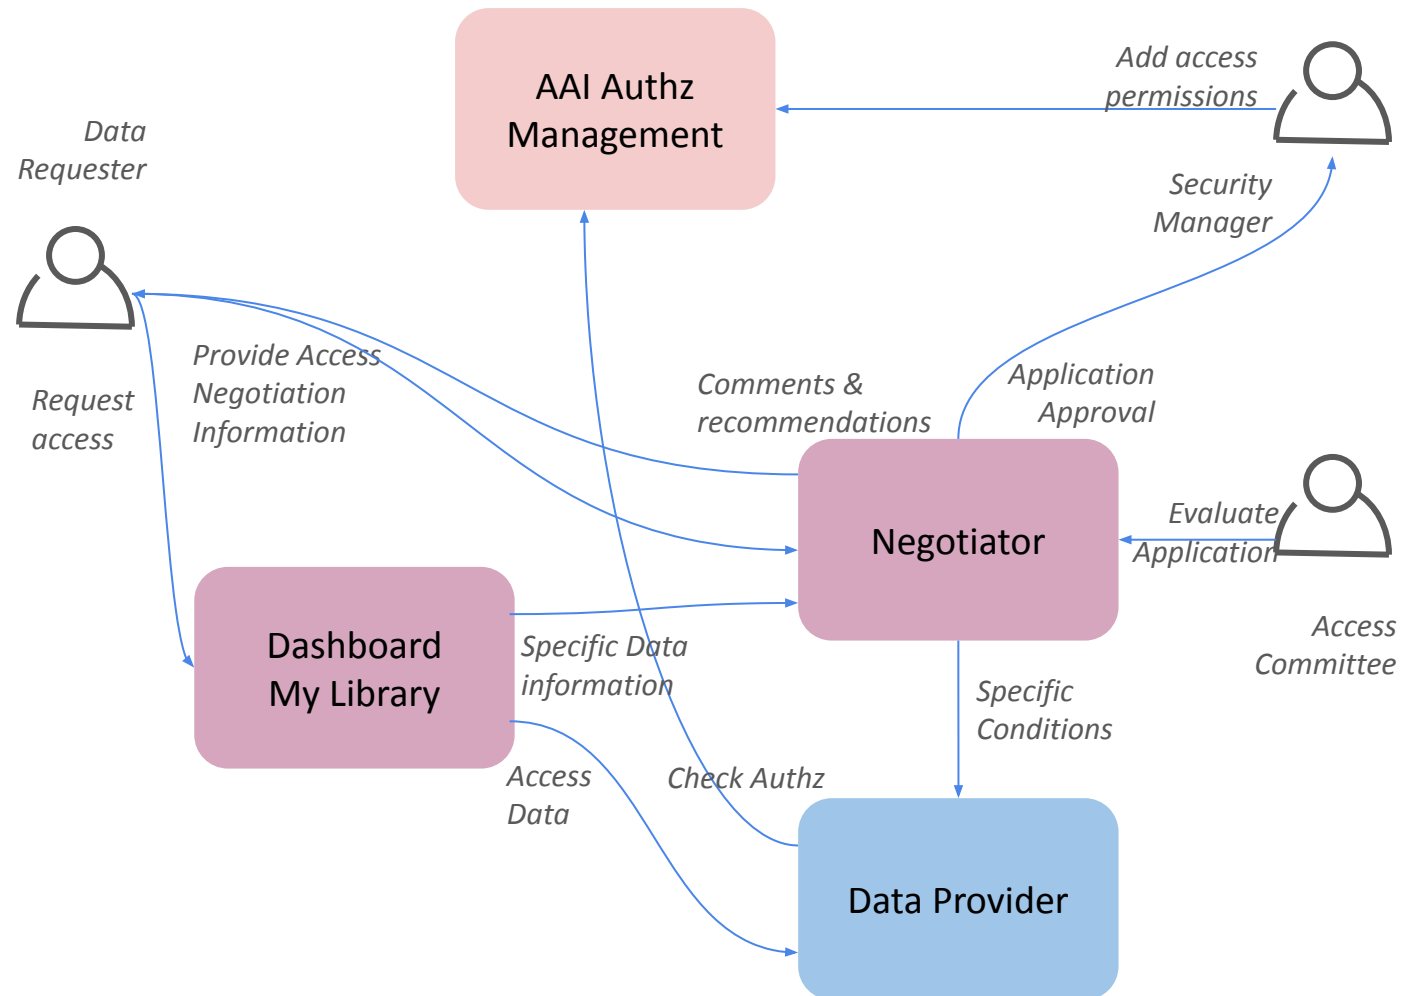 AAI Authz
Management
Add access
permissions
Data
Requester
Security
Manager
Provide Access
Negotiation
Information
Request
access
Comments &
recommendations
Application
Approval
Negotiator
Evaluate
Application
Access
Committee
Dashboard
My Library
Specific Data
information
Specific
Conditions
Access
Data
Check Authz
Data Provider